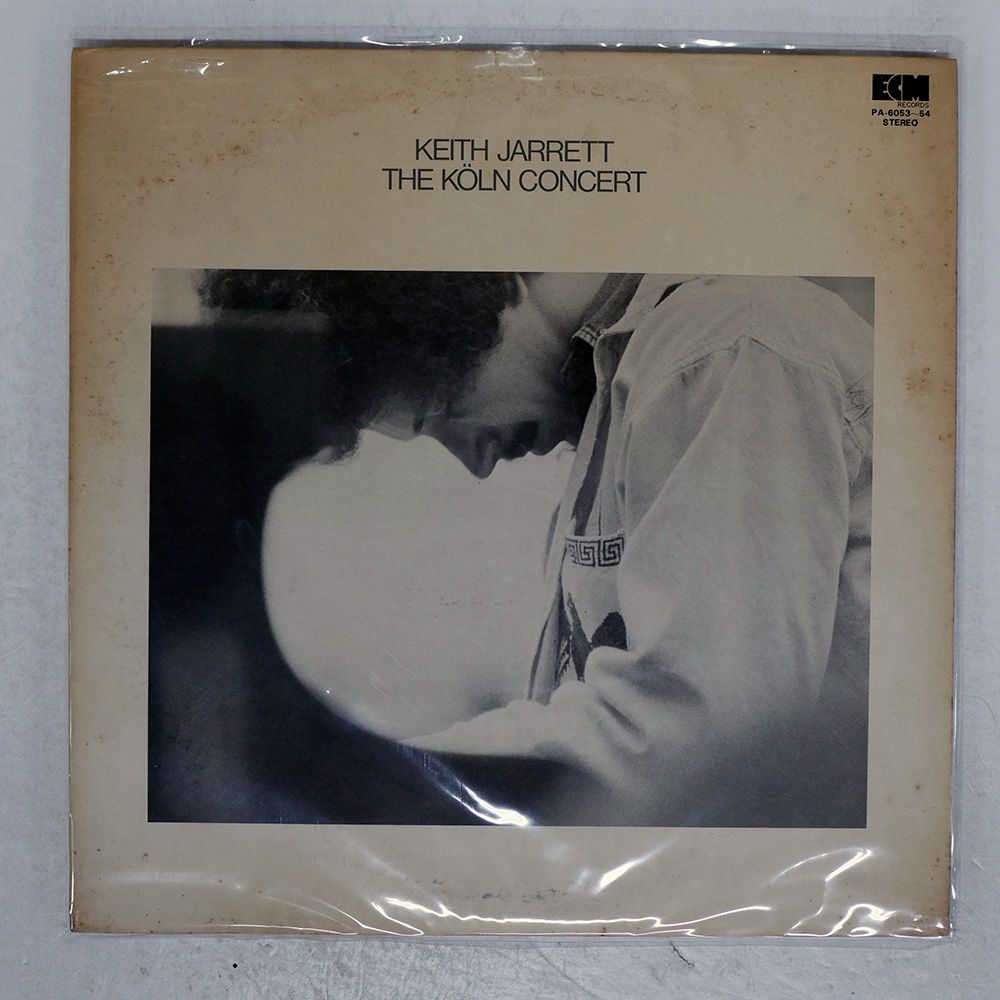 ECM
RECORDS
PA-6053~54
STEREO
KEITH JARRETT
THE KÖLN CONCERT